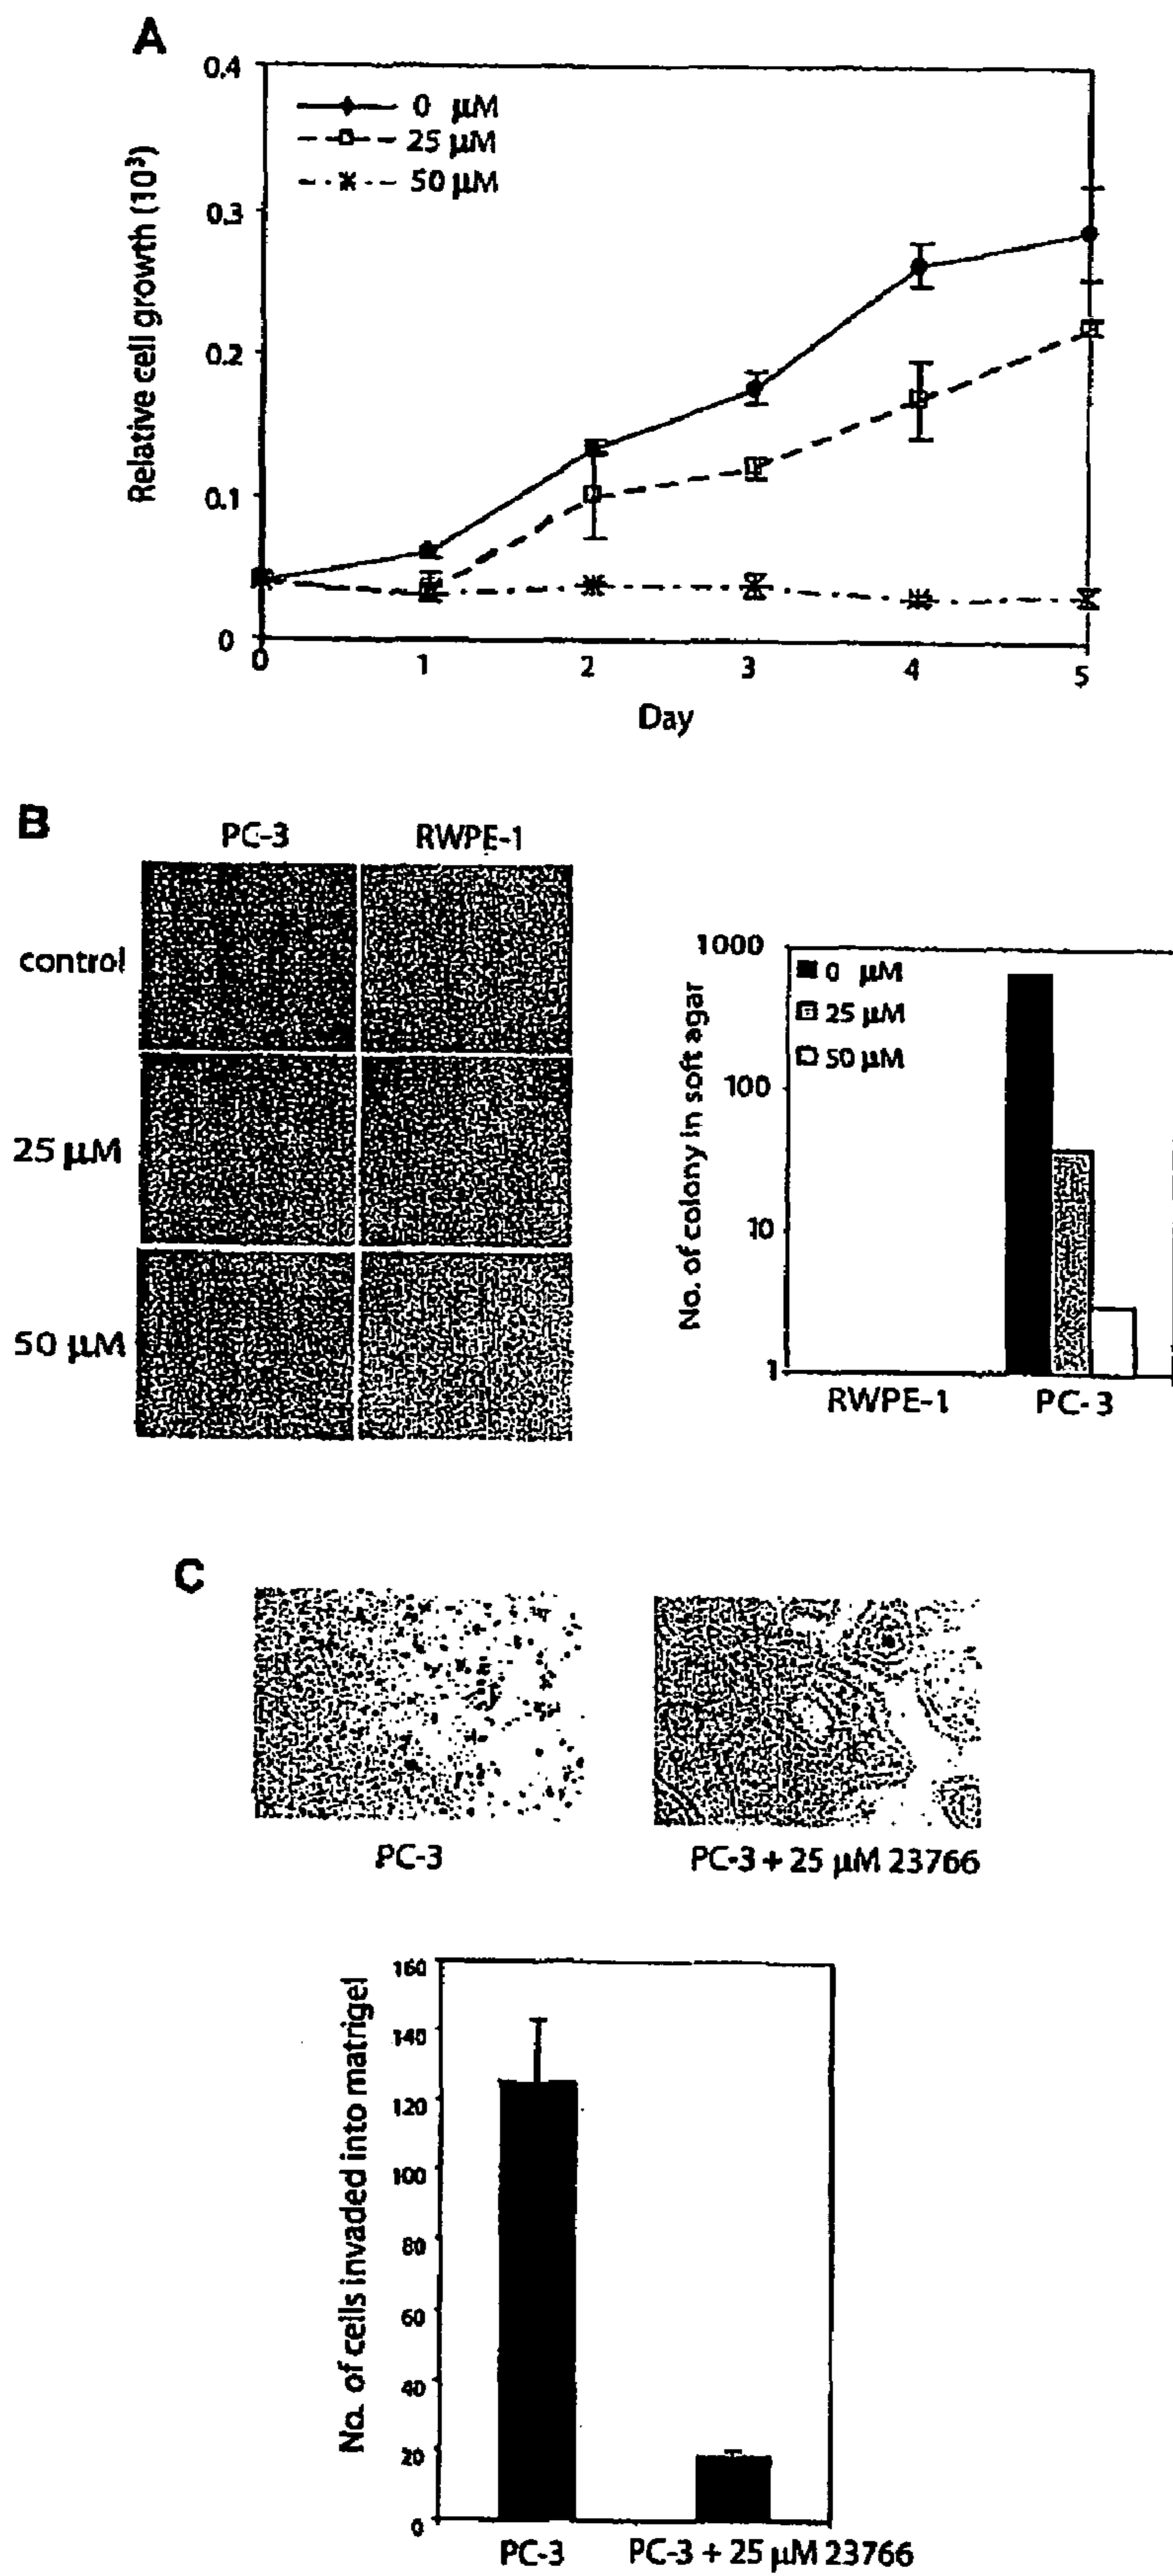 A
0.4
0.3
0.2
0.1
0
Relative cell growth (10³)
0 μM
25 μM
50 μM
0 1 2 3 4 5
Day
B
PC-3 RWPE-1
control
25 μM
50 μM
1000
100
10
1
No. of colony in soft agar
0 μM
25 μM
50 μM
RWPE-1 PC-3
C
PC-3 PC-3 + 25 μM 23766
160
140
120
100
80
60
40
20
0
No. of cells invaded into matrigel
PC-3 PC-3 + 25 μM 23766